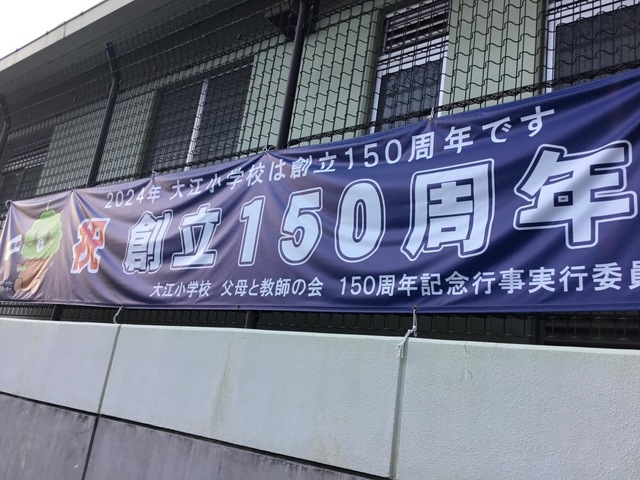 2024年 大江小学校は創立150周年です
祝 創立150周年
大江小学校 父母と教師の会 150周年記念行事実行委員